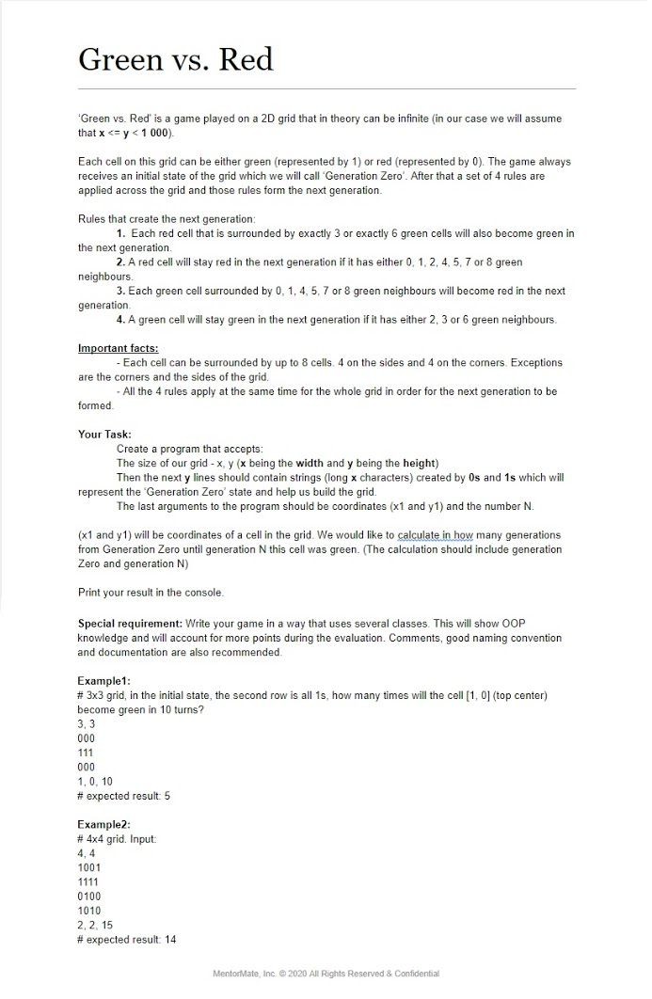 Green vs. Red
'Green vs. Red' is a game played on a 2D grid that in theory can be infinite (in our case we will assume
that x <= y < 1 000).
Each cell on this grid can be either green (represented by 1) or red (represented by 0). The game always
receives an initial state of the grid which we will call 'Generation Zero'. After that a set of 4 rules are
applied across the grid and those rules form the next generation.
Rules that create the next generation:
1. Each red cell that is surrounded by exactly 3 or exactly 6 green cells will also become green in
the next generation.
2. A red cell will stay red in the next generation if it has either 0, 1, 2, 4, 5, 7 or 8 green
neighbours.
3. Each green cell surrounded by 0, 1, 4, 5, 7 or 8 green neighbours will become red in the next
generation.
4. A green cell will stay green in the next generation if it has either 2, 3 or 6 green neighbours.
Important facts:
- Each cell can be surrounded by up to 8 cells. 4 on the sides and 4 on the corners. Exceptions
are the corners and the sides of the grid.
- All the 4 rules apply at the same time for the whole grid in order for the next generation to be
formed.
Your Task:
Create a program that accepts:
The size of our grid - x, y (x being the width and y being the height)
Then the next y lines should contain strings (long x characters) created by 0s and 1s which will
represent the 'Generation Zero' state and help us build the grid.
The last arguments to the program should be coordinates (x1 and y1) and the number N.
(x1 and y1) will be coordinates of a cell in the grid. We would like to calculate in how many generations
from Generation Zero until generation N this cell was green. (The calculation should include generation
Zero and generation N)
Print your result in the console.
Special requirement: Write your game in a way that uses several classes. This will show OOP
knowledge and will account for more points during the evaluation. Comments, good naming convention
and documentation are also recommended.
Example1:
# 3x3 grid, in the initial state, the second row is all 1s, how many times will the cell [1, 0] (top center)
become green in 10 turns?
3, 3
000
111
000
1, 0, 10
# expected result: 5
Example2:
# 4x4 grid. Input:
4, 4
1001
1111
0100
1010
2, 2, 15
# expected result: 14
MentorMate, Inc. © 2020 All Rights Reserved & Confidential